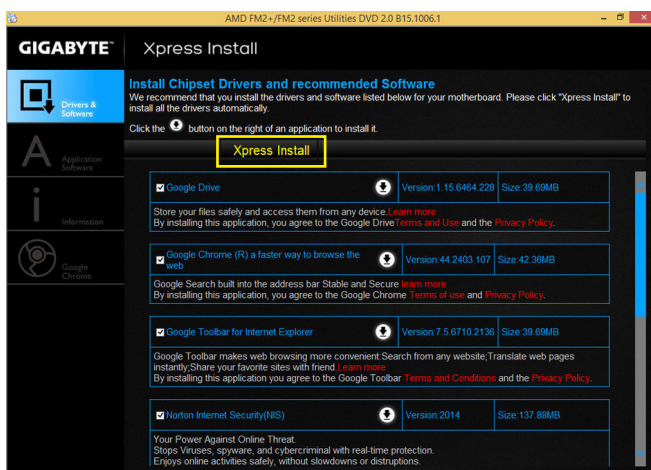 AMD FM2+/FM2 series Utilities DVD 2.0 B15.1006.1
GIGABYTE™
Xpress Install
Drivers &
Software
Application
Software
Information
Google
Chrome
Install Chipset Drivers and recommended Software
We recommend that you install the drivers and software listed below for your motherboard. Please click "Xpress Install" to
install all the drivers automatically.
Click the button on the right of an application to install it.
Xpress Install
Google Drive Version:1.15.6464.228 Size:39.69MB
Store your files safely and access them from any device.Learn more
By installing this application, you agree to the Google DriveTerms and Use and the Privacy Policy.
Google Chrome (R) a faster way to browse the
web Version:44.2403.107 Size:42.36MB
Google Search built into the address bar Stable and Secure learn more
By installing this application, you agree to the Google Chrome Terms of use and Privacy Policy.
Google Toolbar for Internet Explorer Version:7.5.6710.2136 Size:39.69MB
Google Toolbar makes web browsing more convenient:Search from any website;Translate web pages
instantly;Share your favorite sites with friend.Learn more
By installing this application you agree to the Google Toolbar Terms and Conditions and the Privacy Policy.
Norton Internet Security(NIS) Version:2014 Size:137.88MB
Your Power Against Online Threat.
Stops Viruses, spyware, and cybercriminal with real-time protection.
Enjoys online activities safely, without slowdowns or distruptions.